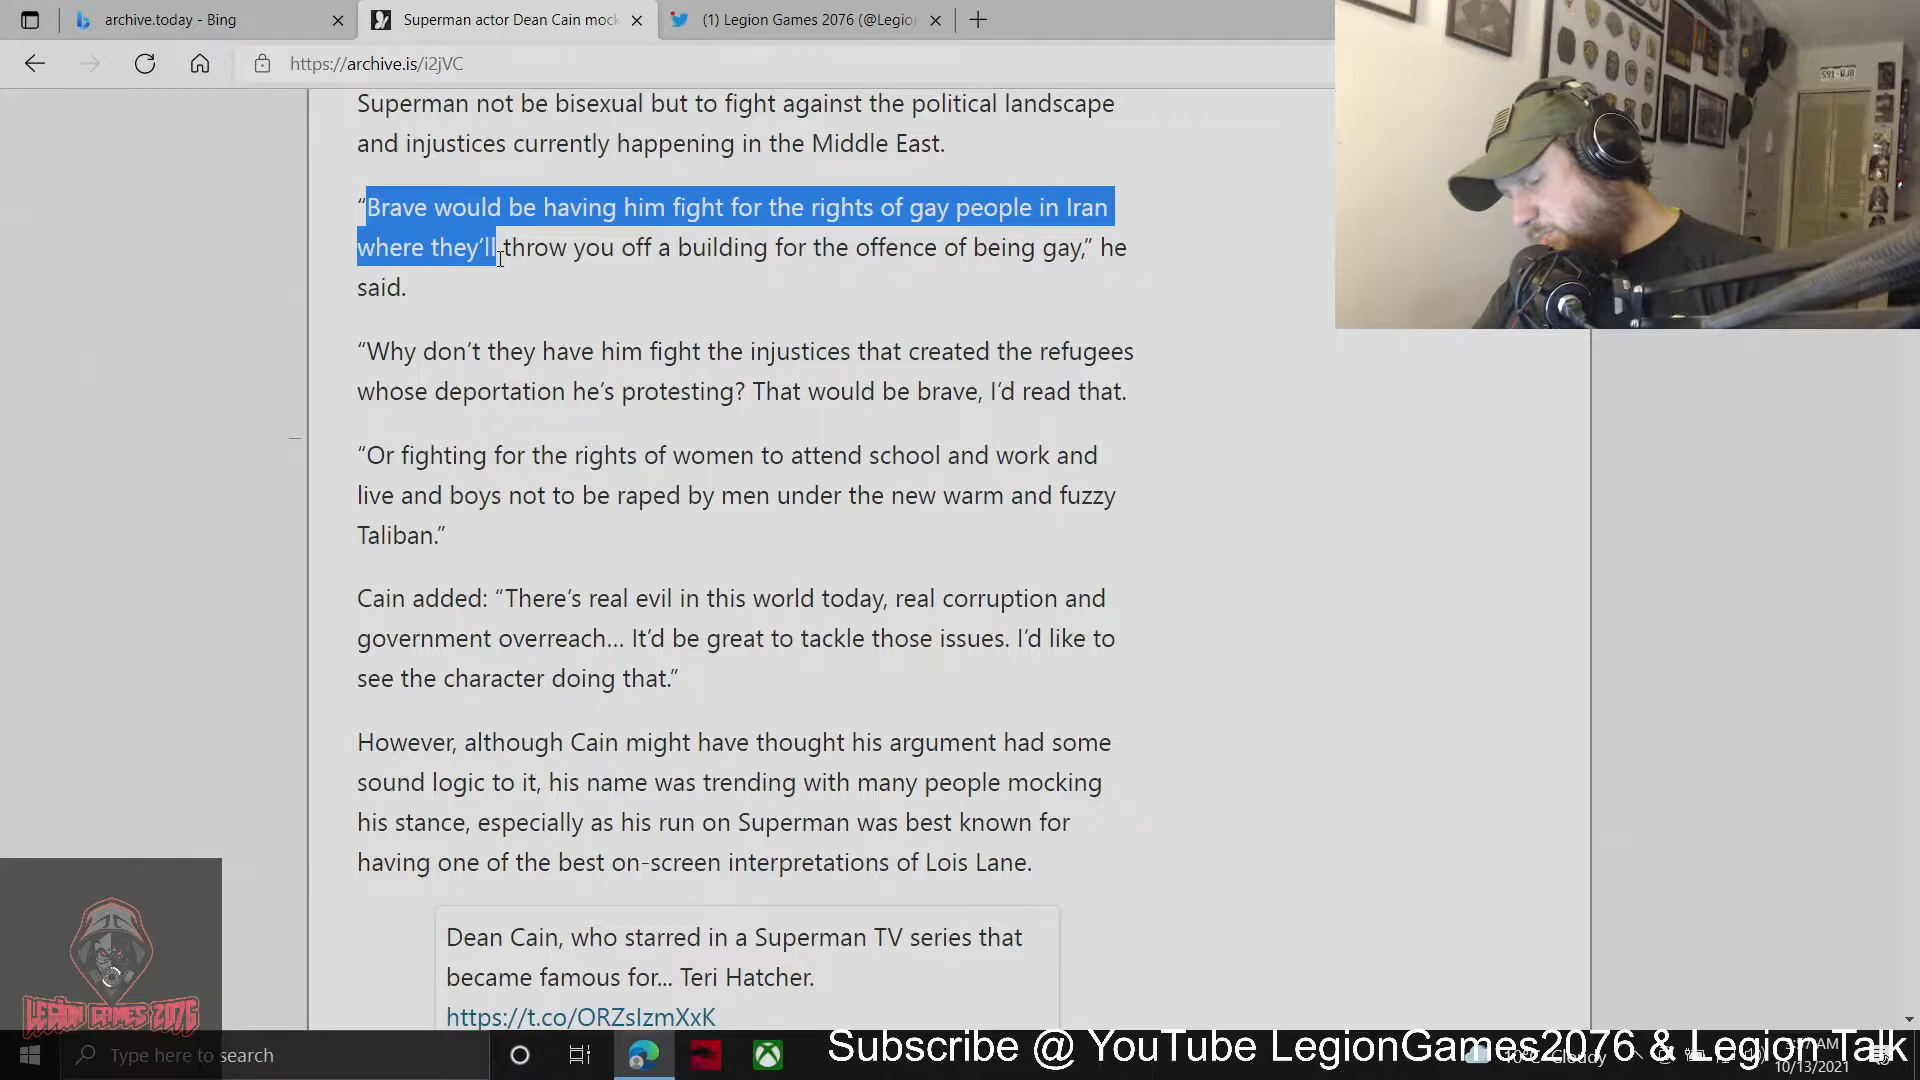 archive.today - Bing
Superman actor Dean Cain mock
(1) Legion Games 2076 (@Legio
https://archive.is/i2jVC
Superman not be bisexual but to fight against the political landscape
and injustices currently happening in the Middle East.
“Brave would be having him fight for the rights of gay people in Iran
where they’ll throw you off a building for the offence of being gay,” he
said.
“Why don’t they have him fight the injustices that created the refugees
whose deportation he’s protesting? That would be brave, I’d read that.
“Or fighting for the rights of women to attend school and work and
live and boys not to be raped by men under the new warm and fuzzy
Taliban.”
Cain added: “There’s real evil in this world today, real corruption and
government overreach… It’d be great to tackle those issues. I’d like to
see the character doing that.”
However, although Cain might have thought his argument had some
sound logic to it, his name was trending with many people mocking
his stance, especially as his run on Superman was best known for
having one of the best on-screen interpretations of Lois Lane.
Dean Cain, who starred in a Superman TV series that
became famous for... Teri Hatcher.
https://t.co/ORZsIzmXxK
LEGION GAMES 2076
Type here to search
Subscribe @ YouTube LegionGames2076 & Legion Talk
10°C Cloudy
AM
10/13/2021